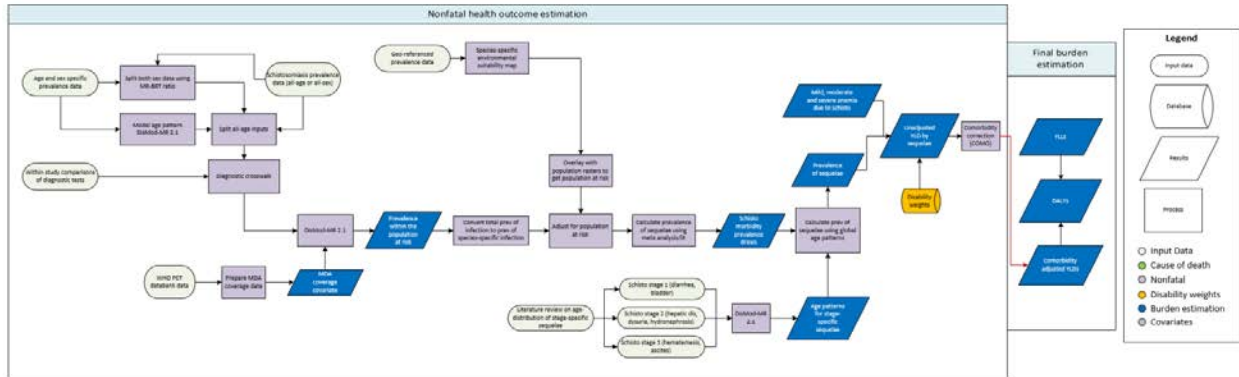 Nonfatal health outcome estimation
Age and sex specific
prevalence data
Split both sex data using
MR-BRT ratio
Schistosomiasis prevalence
data (all-age or all-sex)
Model age pattern
DisMod-MR 2.1
Split all-age inputs
Within study comparisons
of diagnostic tests
Diagnostic crosswalk
Geo-referenced
prevalence data
Species-specific
environmental
suitability map
Overlay with
population rasters to
get population at risk
WHO PCT
databank data
Prepare MDA
coverage data
MDA
coverage
covariate
DisMod-MR 2.1
Prevalence
within the
population
at risk
Convert total prev of
infection to prev of
species-specific infection
Adjust for population
at risk
Calculate prevalence
of sequelae using
meta analysis/lit
Schisto
morbidity
prevalence
draws
Calculate prev of
sequelae using global
age patterns
Prevalence
of sequelae
Mild, moderate
and severe anemia
due to schisto
Unadjusted
YLD by
sequelae
Disability
weights
Comorbidity
correction
(COMO)
Literature review on age-
distribution of stage-specific
sequelae
Schisto stage 1 (diarrhea,
bladder)
Schisto stage 2 (hepatic dis,
dysuria, hydronephrosis)
Schisto stage 3 (hematemesis,
ascites)
DisMod-MR
2.1
Age patterns
for stage-
specific
sequelae
Final burden
estimation
YLLs
DALYs
Comorbidity
adjusted YLDs
Legend
Input data
Database
Results
Process
Input Data
Cause of death
Nonfatal
Disability weights
Burden estimation
Covariates